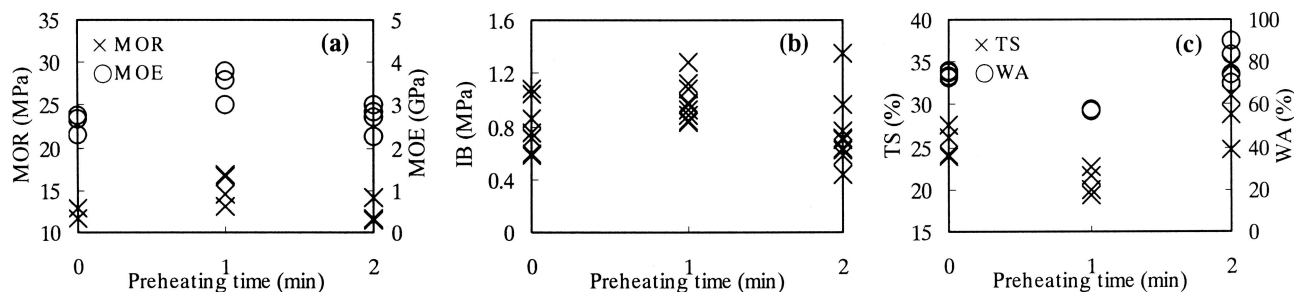 35
30
25
20
15
10
MOR (MPa)
× MOR
○ MOE
(a)
5
4
3
2
1
0
MOE (GPa)
0 1 2
Preheating time (min)
1.6
1.2
0.8
0.4
0
IB (MPa)
(b)
0 1 2
Preheating time (min)
40
35
30
25
20
15
TS (%)
× TS
○ WA
(c)
100
80
60
40
20
0
WA (%)
0 1 2
Preheating time (min)